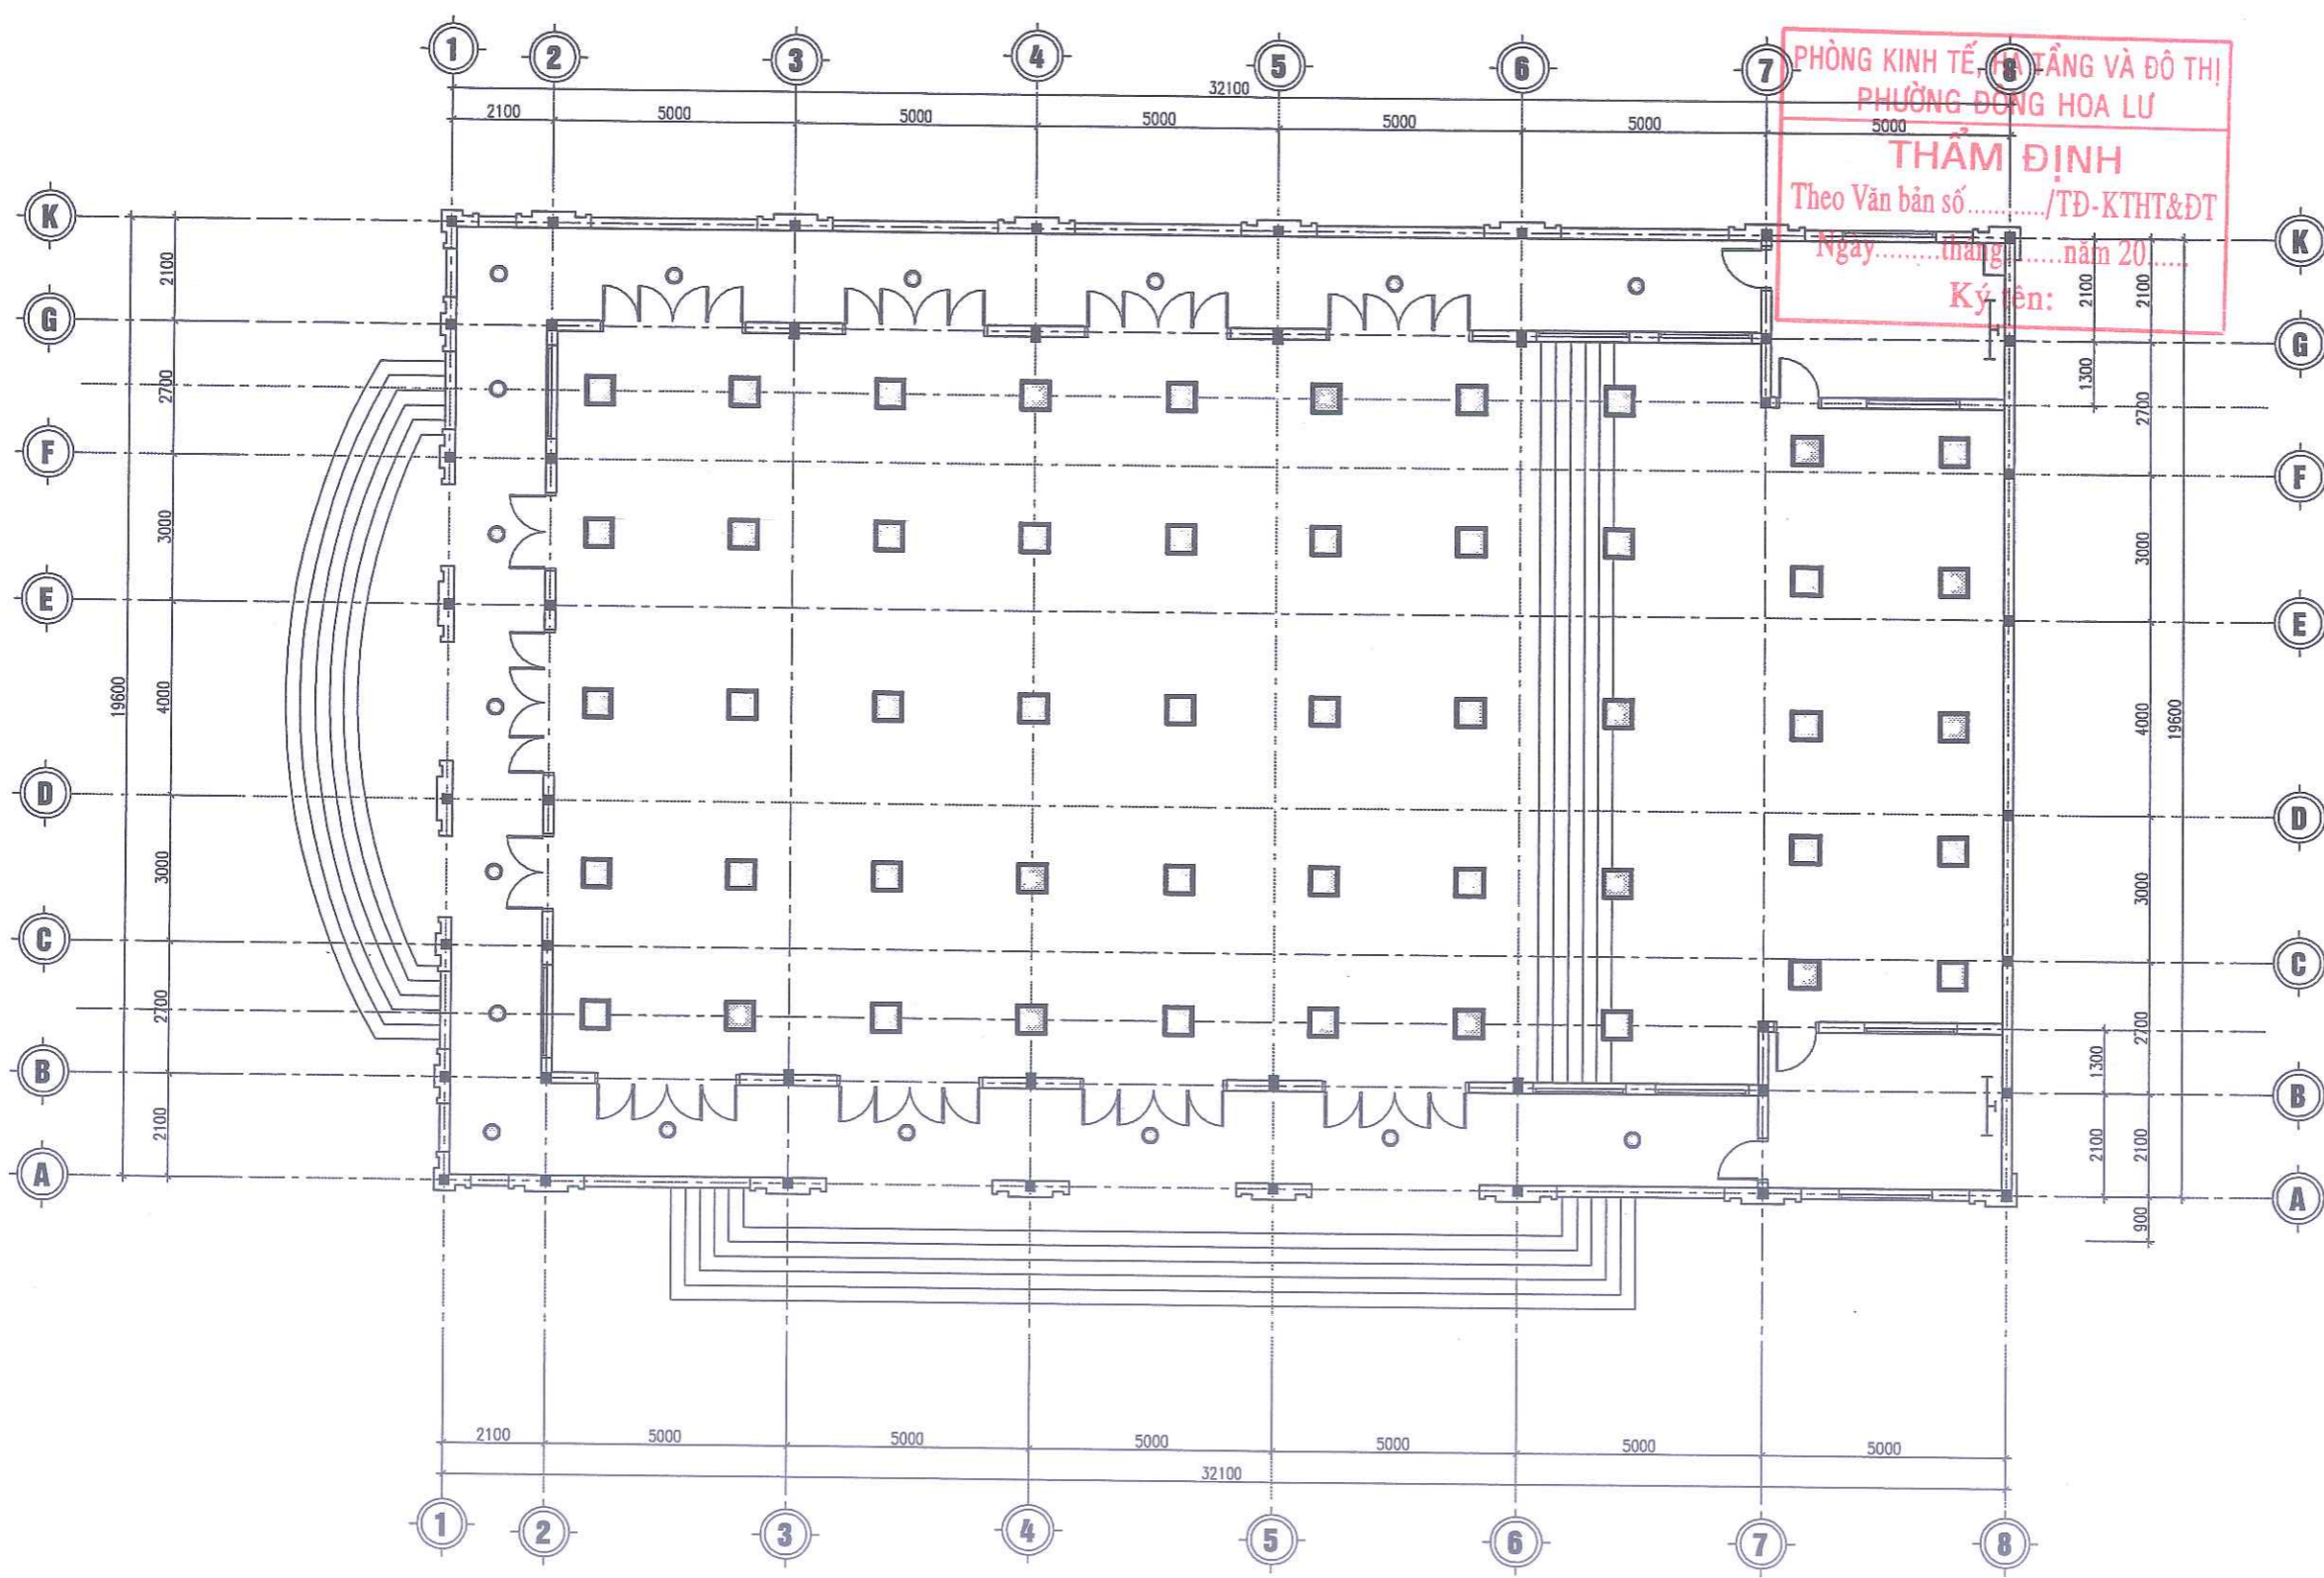 1 2 3 4 5 6 7 8
PHÒNG KINH TẾ, HẠ TẦNG VÀ ĐÔ THỊ
PHƯỜNG ĐÔNG HOA LƯ
THẨM ĐỊNH
Theo Văn bản số............/TĐ-KTHT&ĐT
Ngày.........tháng.........năm 20......
Ký tên:
32100
2100 5000 5000 5000 5000 5000 5000
K
G
F
E
D
C
B
A
2100
2700
3000
4000
3000
2700
2100
19600
K
G
F
E
D
C
B
A
2100
1300
2100
2700
3000
4000
3000
2700
2100
900
1300
2100
19600
2100 5000 5000 5000 5000 5000 5000
32100
1 2 3 4 5 6 7 8